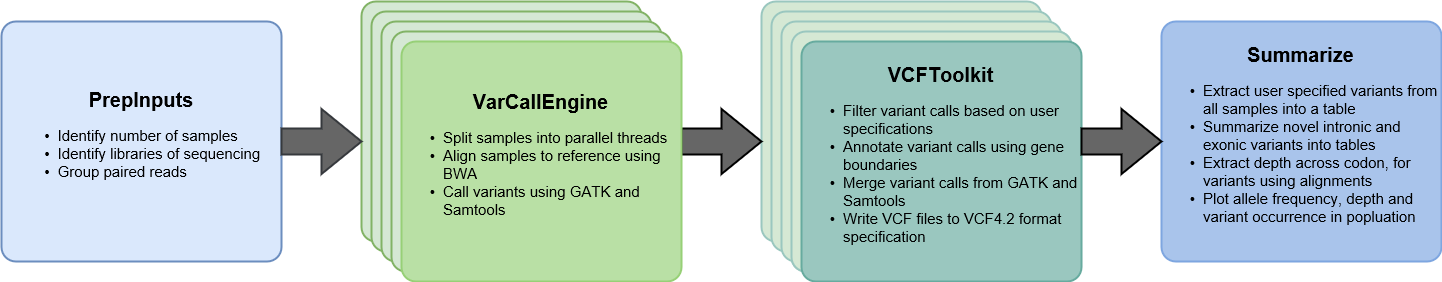 PrepInputs
• Identify number of samples
• Identify libraries of sequencing
• Group paired reads
VarCallEngine
• Split samples into parallel threads
• Align samples to reference using
BWA
• Call variants using GATK and
Samtools
VCFToolkit
• Filter variant calls based on user
specifications
• Annotate variant calls using gene
boundaries
• Merge variant calls from GATK and
Samtools
• Write VCF files to VCF4.2 format
specification
Summarize
• Extract user specified variants from
all samples into a table
• Summarize novel intronic and
exonic variants into tables
• Extract depth across codon, for
variants using alignments
• Plot allele frequency, depth and
variant occurrence in popluation